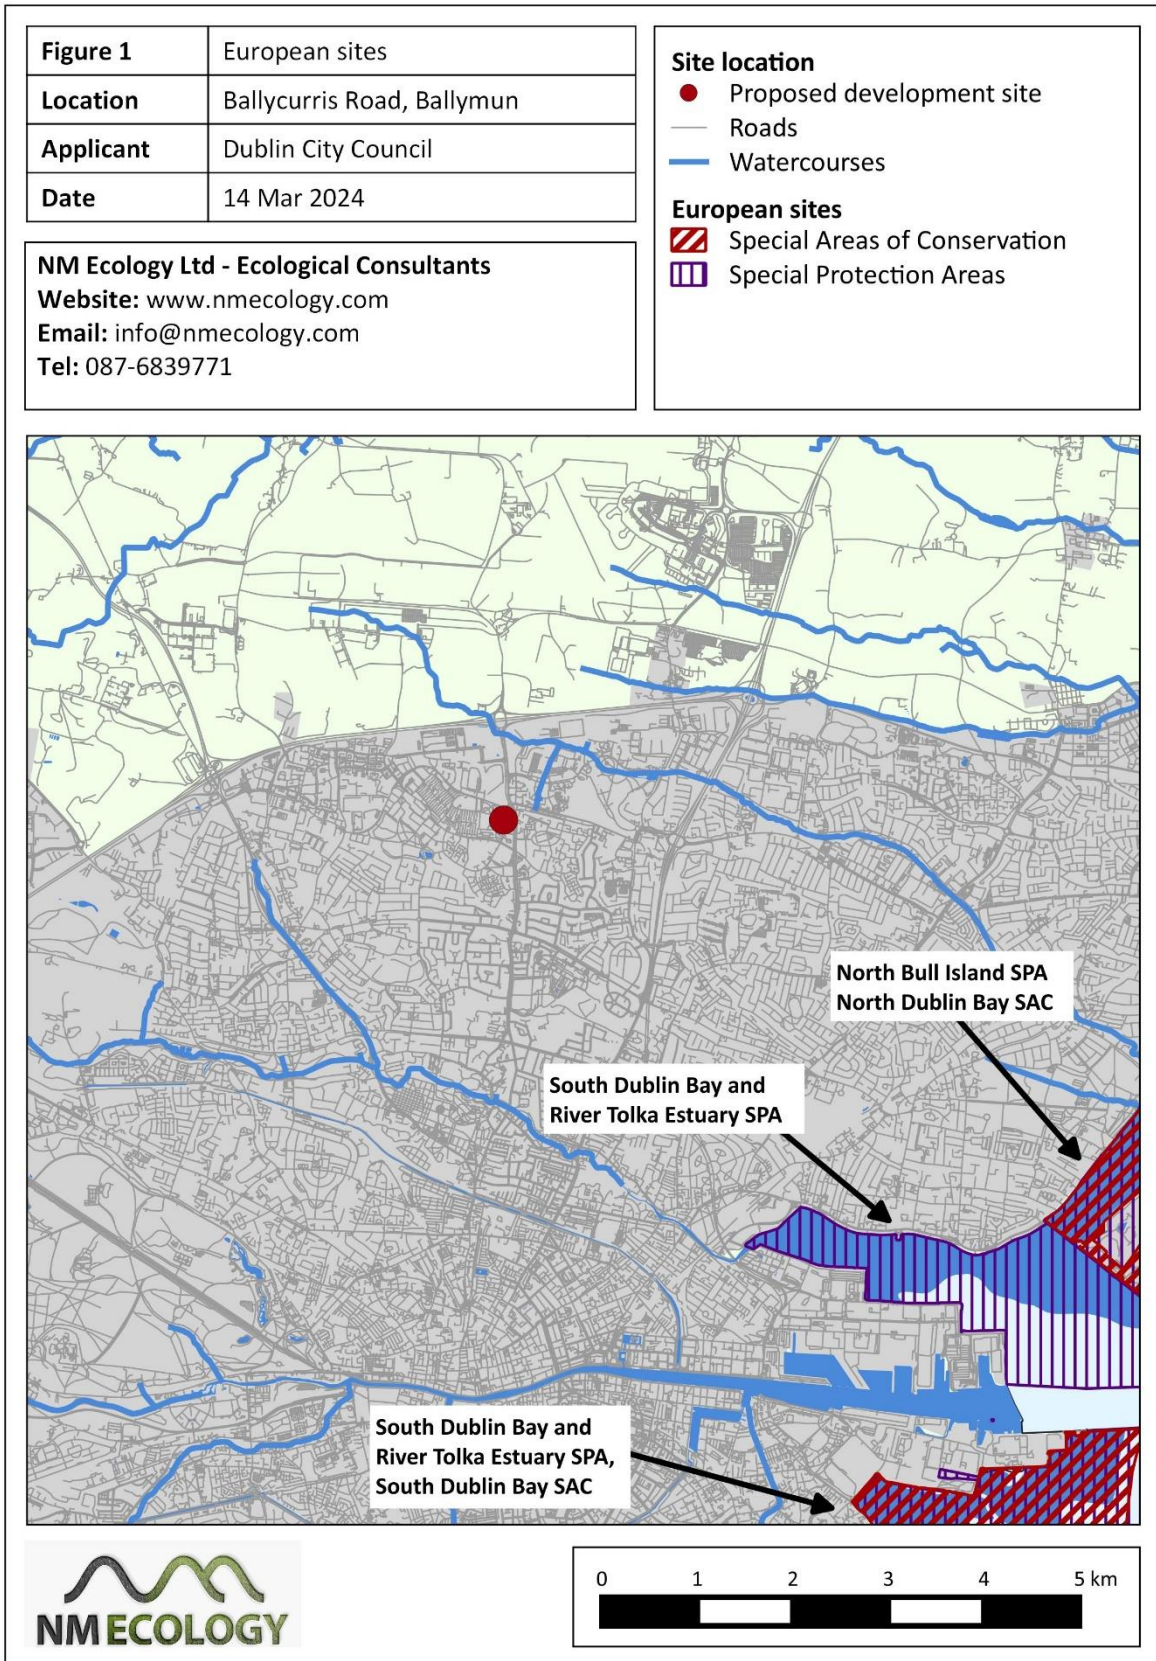 Figure 1 European sites
Location Ballycurris Road, Ballymun
Applicant Dublin City Council
Date 14 Mar 2024
NM Ecology Ltd - Ecological Consultants
Website: www.nmecology.com
Email: info@nmecology.com
Tel: 087-6839771
Site location
Proposed development site
Roads
Watercourses
European sites
Special Areas of Conservation
Special Protection Areas
North Bull Island SPA
North Dublin Bay SAC
South Dublin Bay and
River Tolka Estuary SPA
South Dublin Bay and
River Tolka Estuary SPA,
South Dublin Bay SAC
NMECOLOGY
0 1 2 3 4 5 km